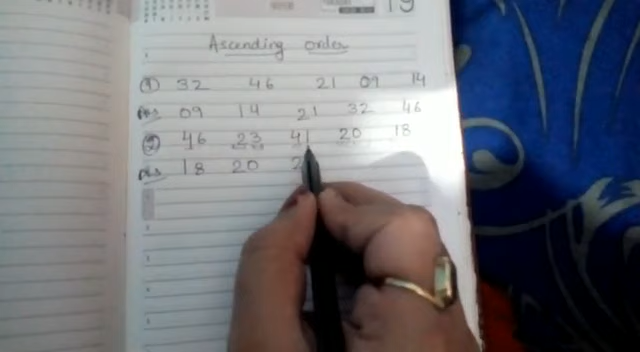 19
Ascending order
(1) 32 46 21 09 14
Ans 09 14 21 32 46
(2) 46 23 41 20 18
Ans 18 20 2